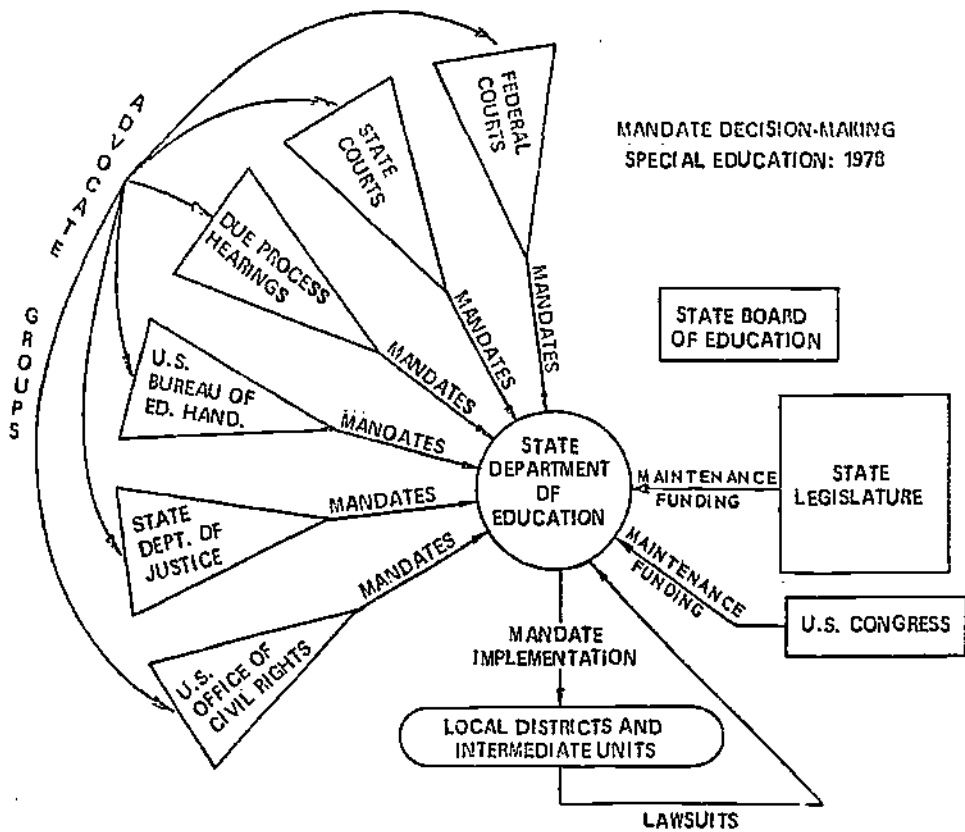 MANDATE DECISION-MAKING
SPECIAL EDUCATION: 1978
ADVOCATE
GROUPS
FEDERAL
COURTS
STATE
COURTS
DUE PROCESS
HEARINGS
U.S.
BUREAU OF
ED. HAND.
STATE
DEPT. OF
JUSTICE
U.S.
OFFICE OF
CIVIL RIGHTS
MANDATES
MANDATES
MANDATES
MANOATES
MANDATES
MANDATES
STATE
DEPARTMENT
OF
EDUCATION
STATE BOARD
OF EDUCATION
STATE
LEGISLATURE
MAINTENANCE
FUNDING
U.S. CONGRESS
MAINTENANCE
FUNDING
MANDATE
IMPLEMENTATION
LOCAL DISTRICTS AND
INTERMEDIATE UNITS
LAWSUITS